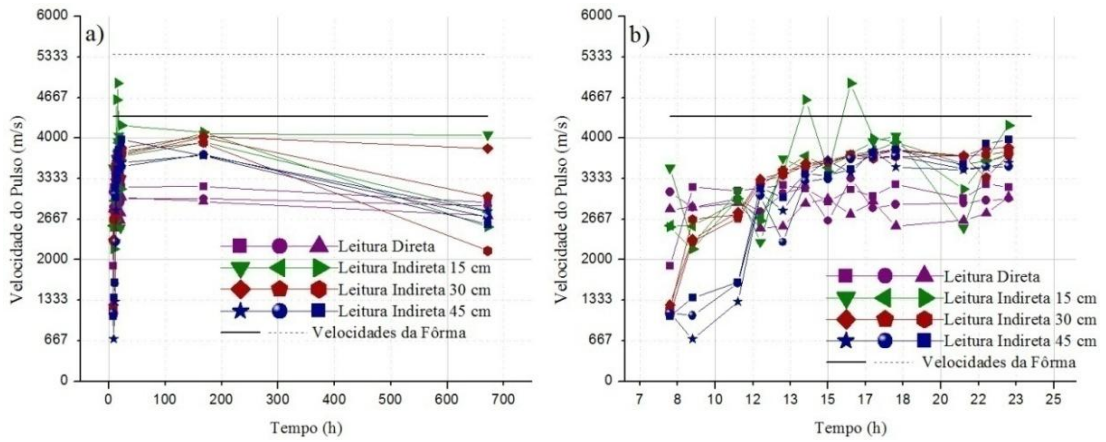 a)
6000
5333
4667
4000
3333
2667
2000
1333
667
0
Velocidade do Pulso (m/s)
Leitura Direta
Leitura Indireta 15 cm
Leitura Indireta 30 cm
Leitura Indireta 45 cm
Velocidades da Fôrma
0 100 200 300 400 500 600 700
Tempo (h)
b)
6000
5333
4667
4000
3333
2667
2000
1333
667
0
Velocidade do Pulso (m/s)
Leitura Direta
Leitura Indireta 15 cm
Leitura Indireta 30 cm
Leitura Indireta 45 cm
Velocidades da Fôrma
7 8 10 12 13 15 17 18 20 22 23 25
Tempo (h)